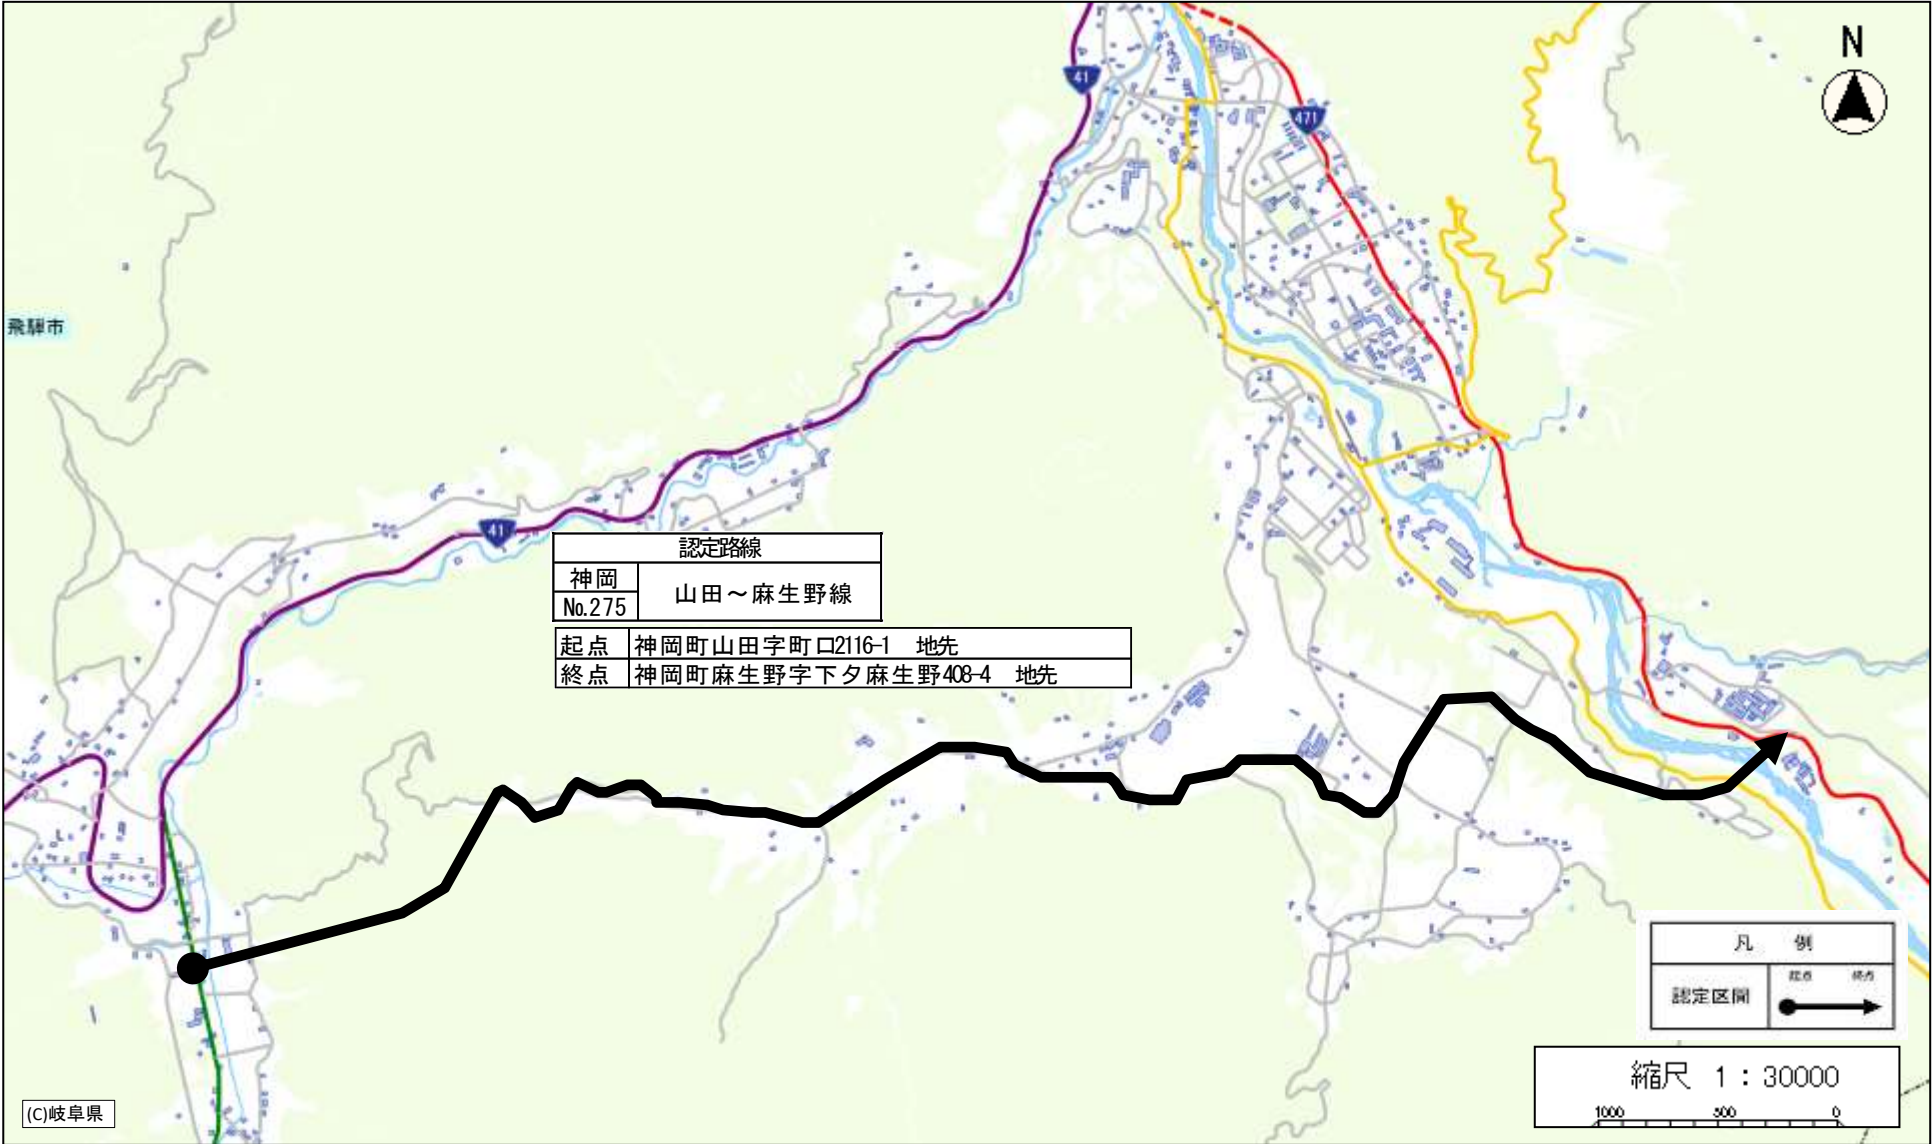 N
41
471
飛騨市
41
認定路線
神岡
No.275
山田～麻生野線
起点 神岡町山田字町口2116-1 地先
終点 神岡町麻生野字下夕麻生野408-4 地先
凡 例
起点 終点
認定区間
縮尺 1：30000
1000 500 0
(C)岐阜県